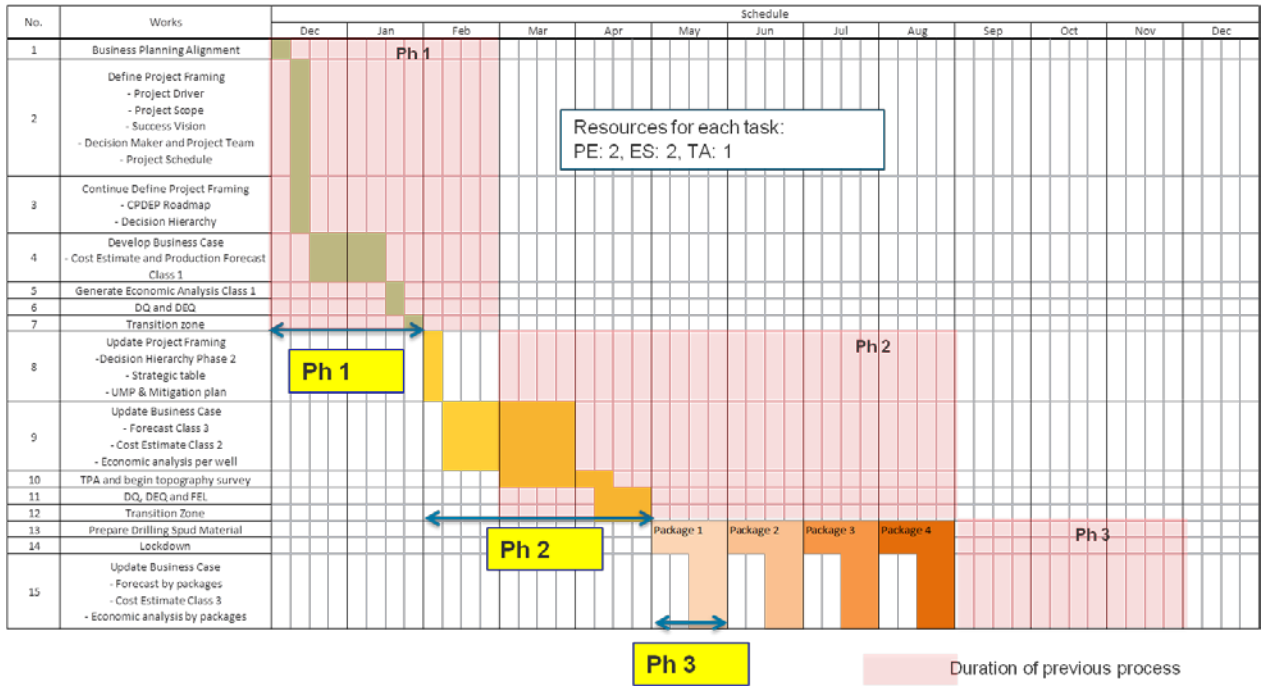 No.
Works
Schedule
Dec Jan Feb Mar Apr May Jun Jul Aug Sep Oct Nov Dec
1 Business Planning Alignment
Ph 1
2
Define Project Framing
- Project Driver
- Project Scope
- Success Vision
- Decision Maker and Project Team
- Project Schedule
Resources for each task:
PE: 2, ES: 2, TA: 1
3
Continue Define Project Framing
- CPDEP Roadmap
- Decision Hierarchy
4
Develop Business Case
- Cost Estimate and Production Forecast
Class 1
5 Generate Economic Analysis Class 1
6 DQ and DEQ
7 Transition zone
Ph 1
8
Update Project Framing
-Decision Hierarchy Phase 2
- Strategic table
- UMP & Mitigation plan
Ph 2
9
Update Business Case
- Forecast Class 3
- Cost Estimate Class 2
- Economic analysis per well
10 TPA and begin topography survey
11 DQ, DEQ and FEL
12 Transition Zone
Ph 2
13 Prepare Drilling Spud Material
Package 1 Package 2 Package 3 Package 4
Ph 3
14 Lockdown
15
Update Business Case
- Forecast by packages
- Cost Estimate Class 3
- Economic analysis by packages
Ph 3
Duration of previous process